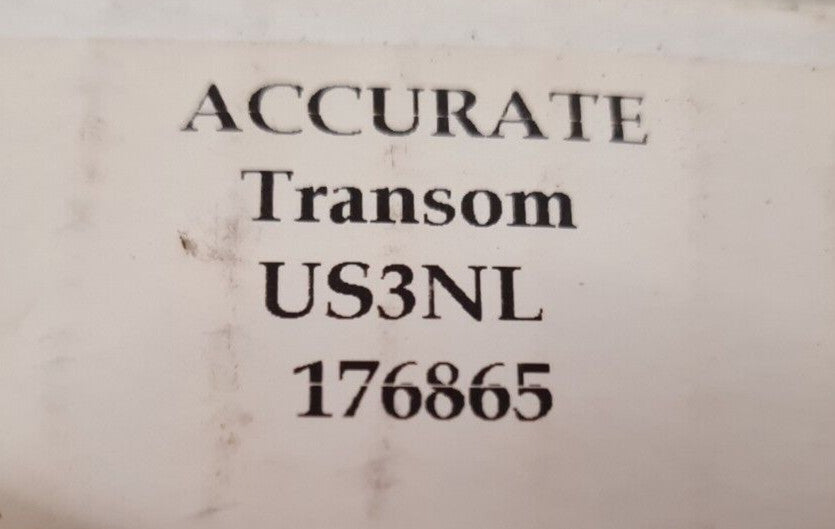 ACCURATE
Transom
US3NL
176865